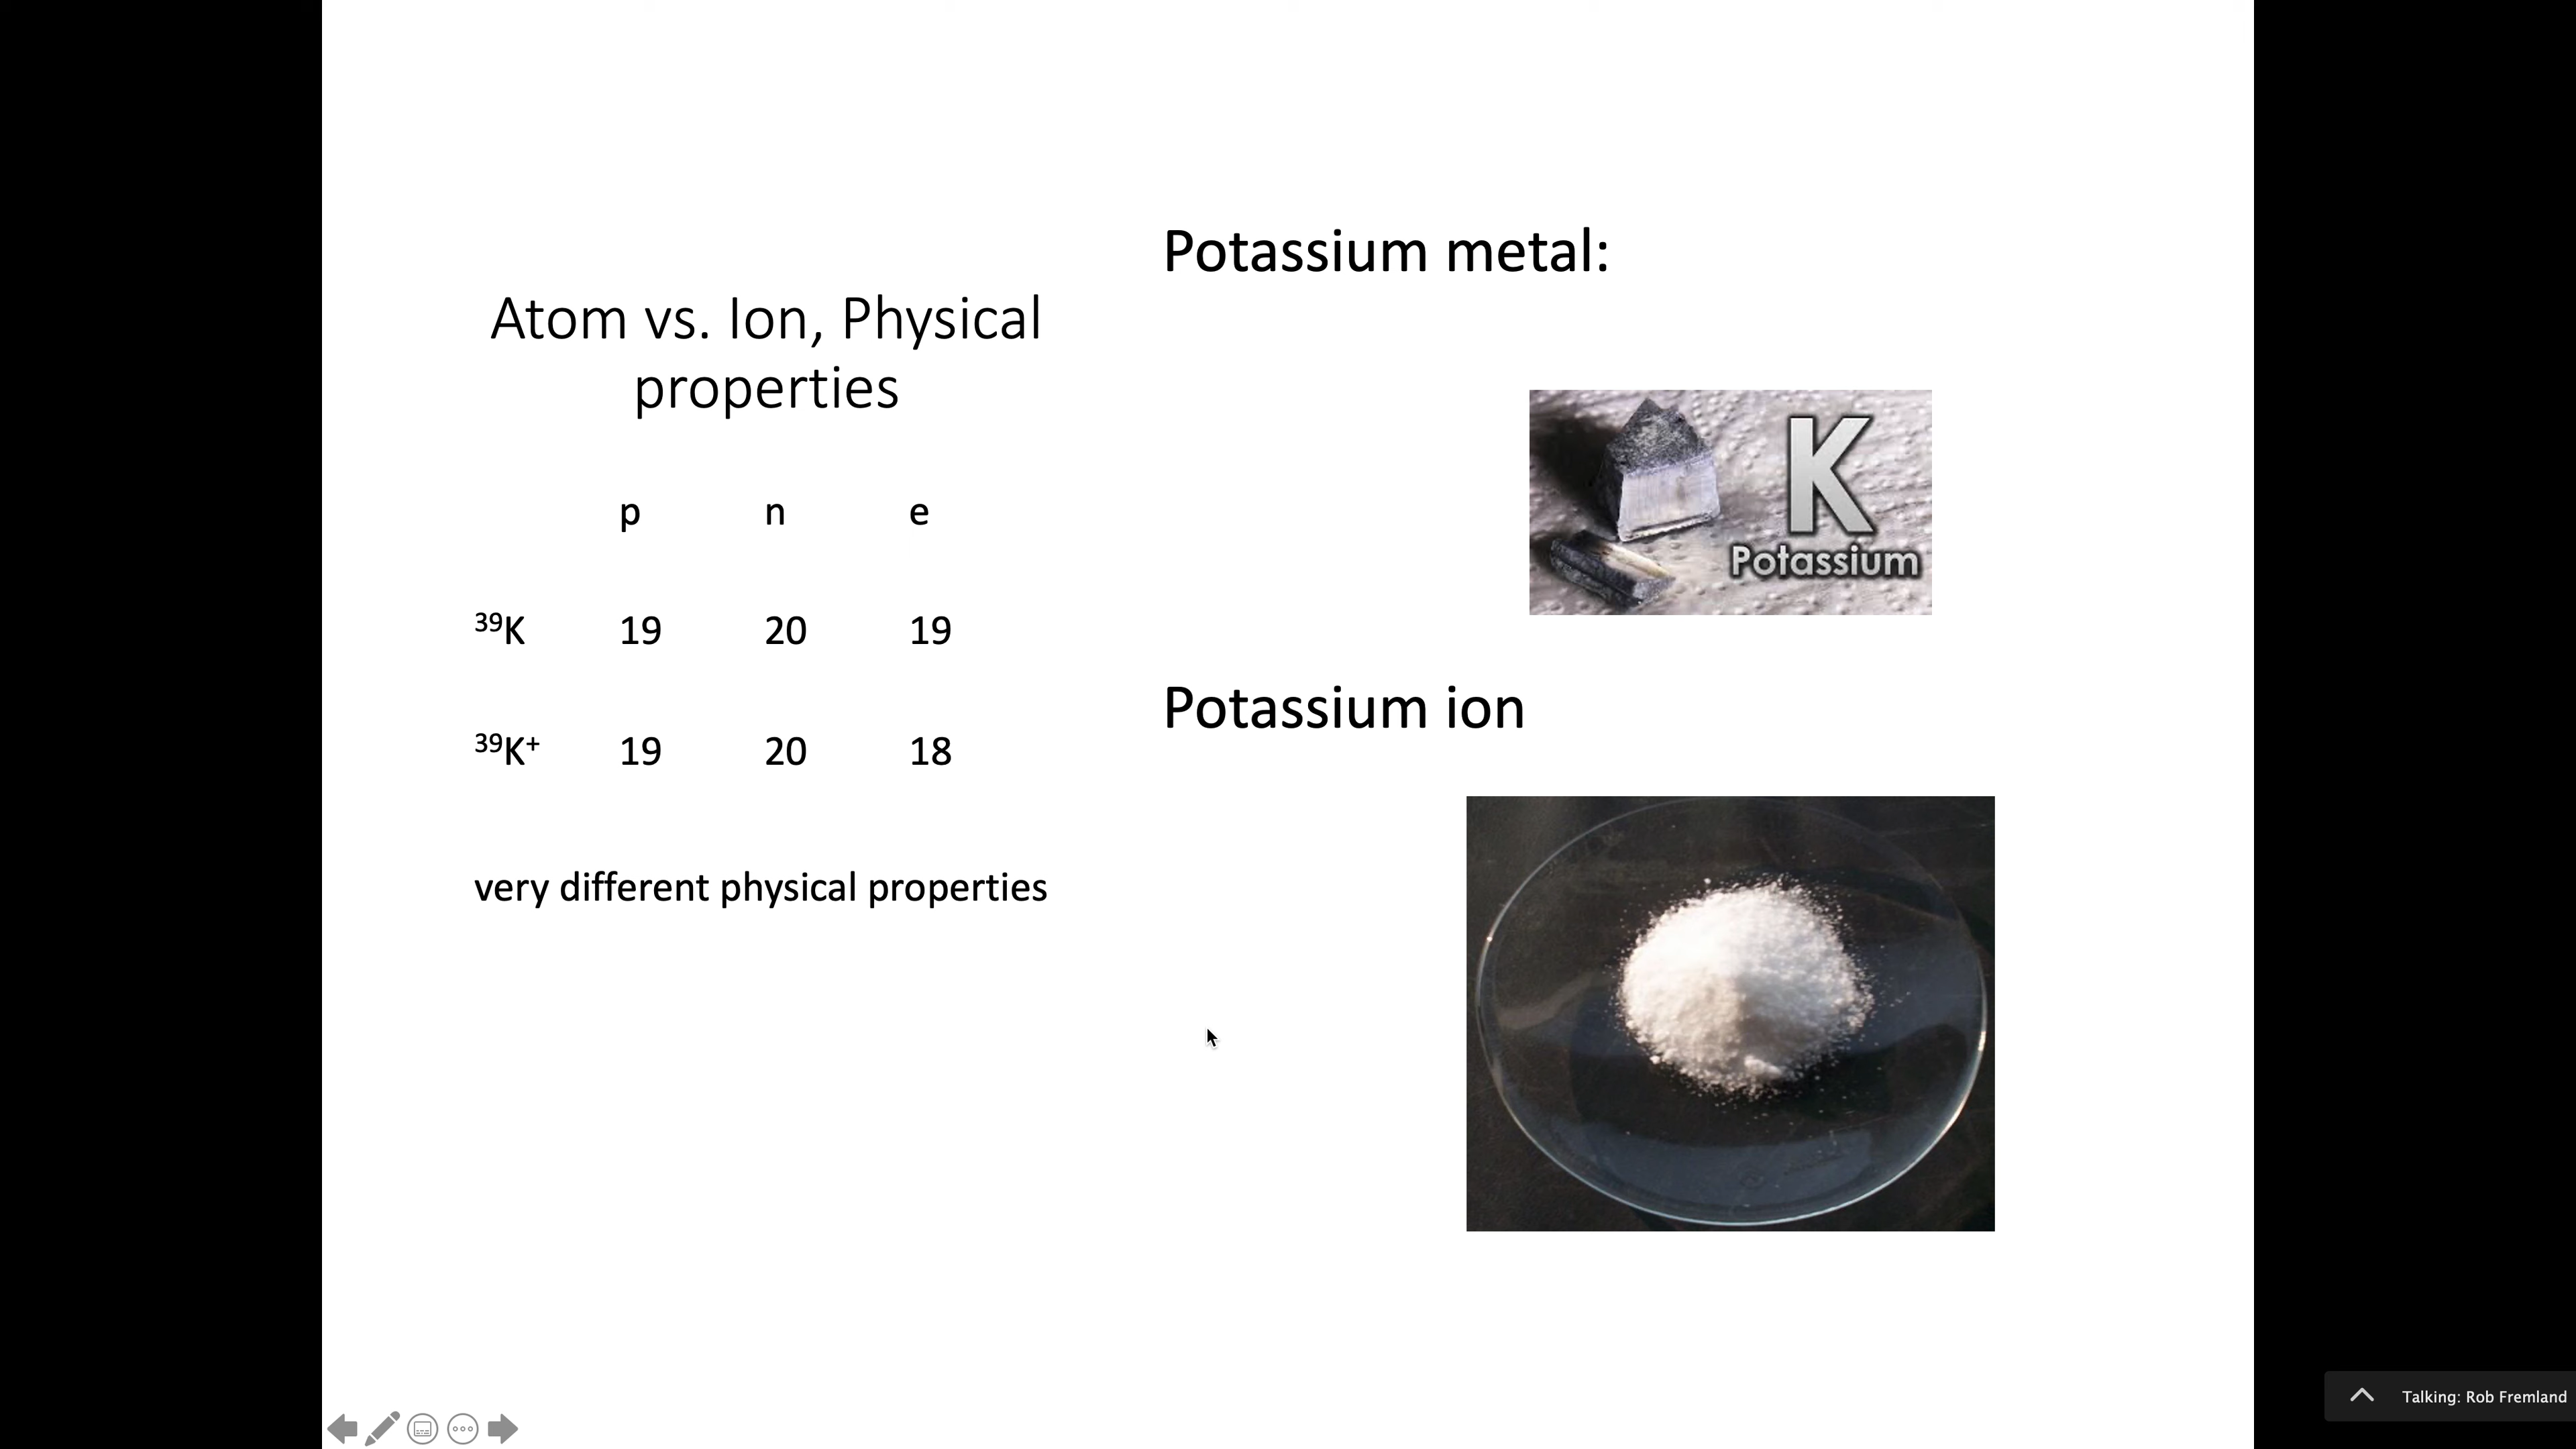 Atom vs. Ion, Physical
properties
p n e
³⁹K 19 20 19
³⁹K⁺ 19 20 18
very different physical properties
Potassium metal:
K
Potassium
Potassium ion
Talking: Rob Fremland